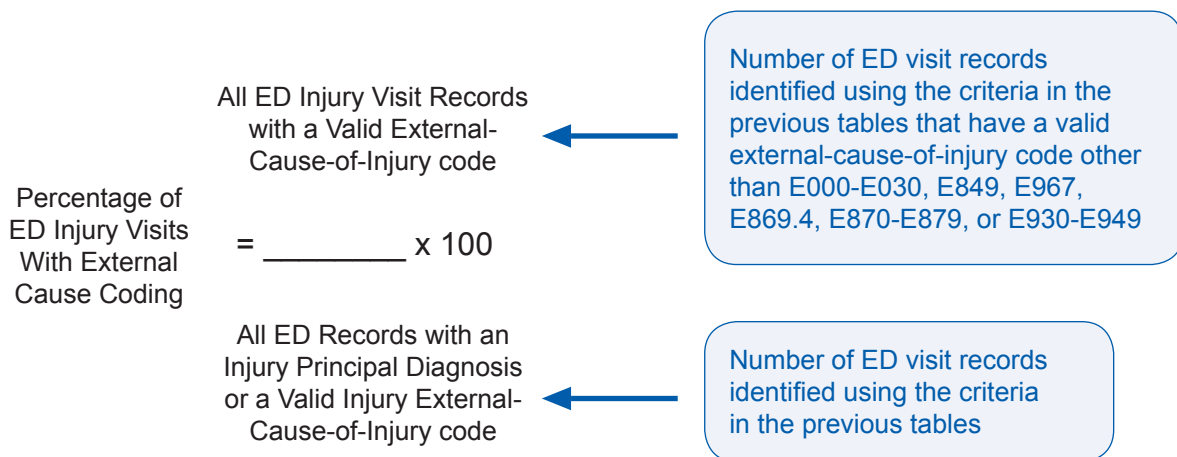 All ED Injury Visit Records
with a Valid External-
Cause-of-Injury code
Number of ED visit records
identified using the criteria in the
previous tables that have a valid
external-cause-of-injury code other
than E000-E030, E849, E967,
E869.4, E870-E879, or E930-E949
Percentage of
ED Injury Visits
With External
Cause Coding
= ________ x 100
All ED Records with an
Injury Principal Diagnosis
or a Valid Injury External-
Cause-of-Injury code
Number of ED visit records
identified using the criteria
in the previous tables